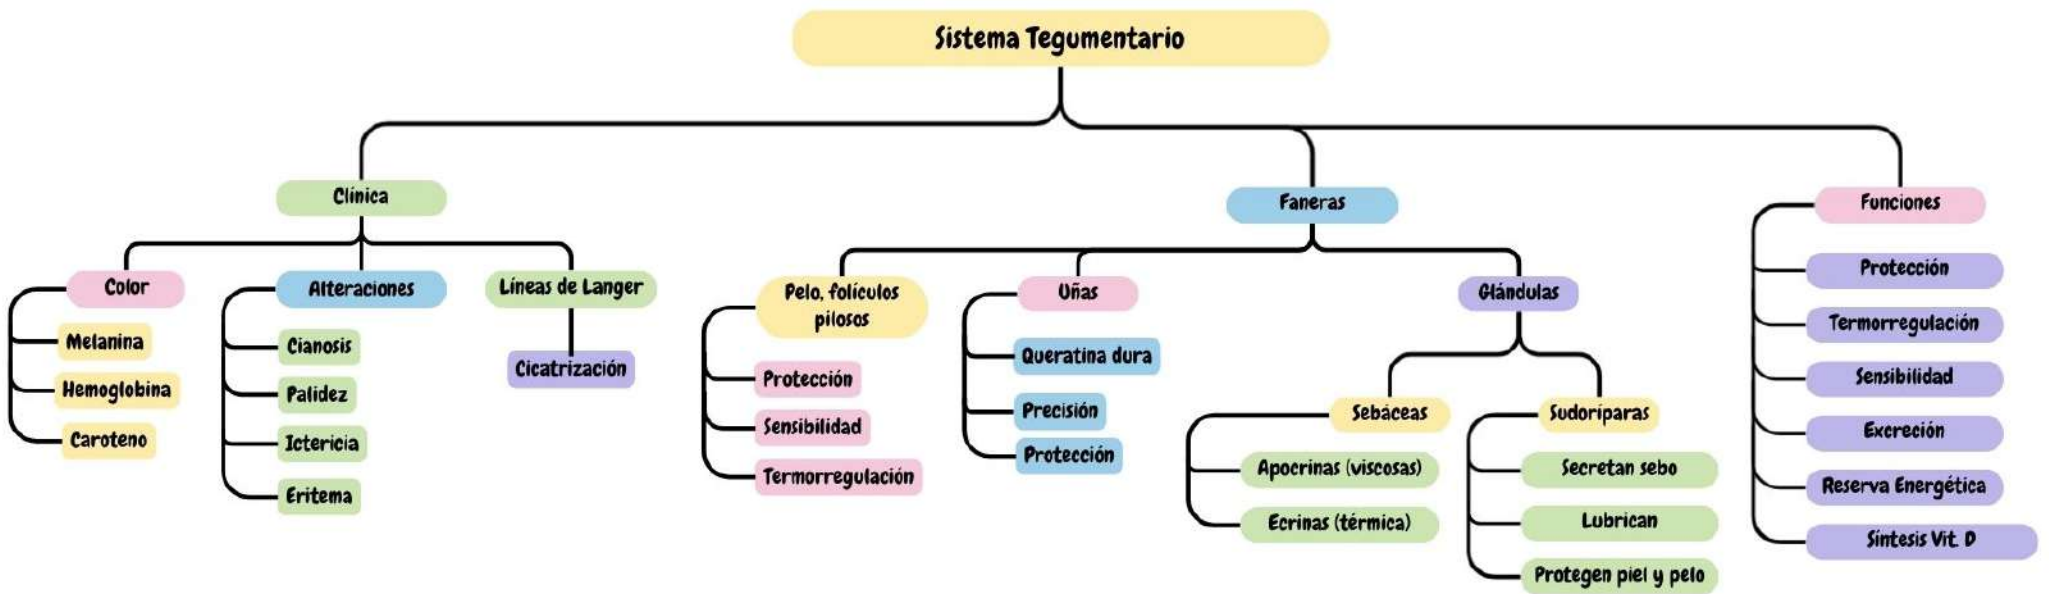 Sistema Tegumentario
Clínica
Color
Melanina
Hemoglobina
Caroteno
Alteraciones
Cianosis
Palidez
Ictericia
Eritema
Líneas de Langer
Cicatrización
Faneras
Pelo, folículos
pilosos
Protección
Sensibilidad
Termorregulación
Uñas
Queratina dura
Precisión
Protección
Glándulas
Sebáceas
Apocrinas (viscosas)
Ecrinas (térmica)
Sudoríparas
Secretan sebo
Lubrican
Protegen piel y pelo
Funciones
Protección
Termorregulación
Sensibilidad
Excreción
Reserva Energética
Síntesis Vit. D